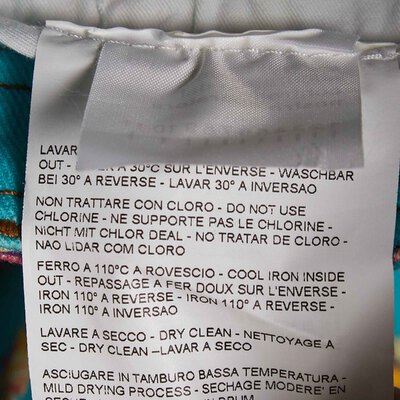 LAVAR
OUT - A 30°C SUR L'ENVERSE - WASCHBAR
BEI 30° A REVERSE - LAVAR 30° A INVERSAO
NON TRATTARE CON CLORO - DO NOT USE
CHLORINE - NE SUPPORTE PAS LE CHLORINE -
NICHT MIT CHLOR DEAL - NO TRATAR DE CLORO -
NAO LIDAR COM CLORO
FERRO A 110°C A ROVESCIO - COOL IRON INSIDE
OUT - REPASSAGE A FER DOUX SUR L'ENVERSE -
IRON 110° A REVERSE - IRON 110° A REVERSE -
IRON 110° A INVERSAO
LAVARE A SECCO - DRY CLEAN - NETTOYAGE A
SEC - DRY CLEAN –LAVAR A SECO
ASCIUGARE IN TAMBURO BASSA TEMPERATURA -
MILD DRYING PROCESS - SECHAGE MODERE' EN